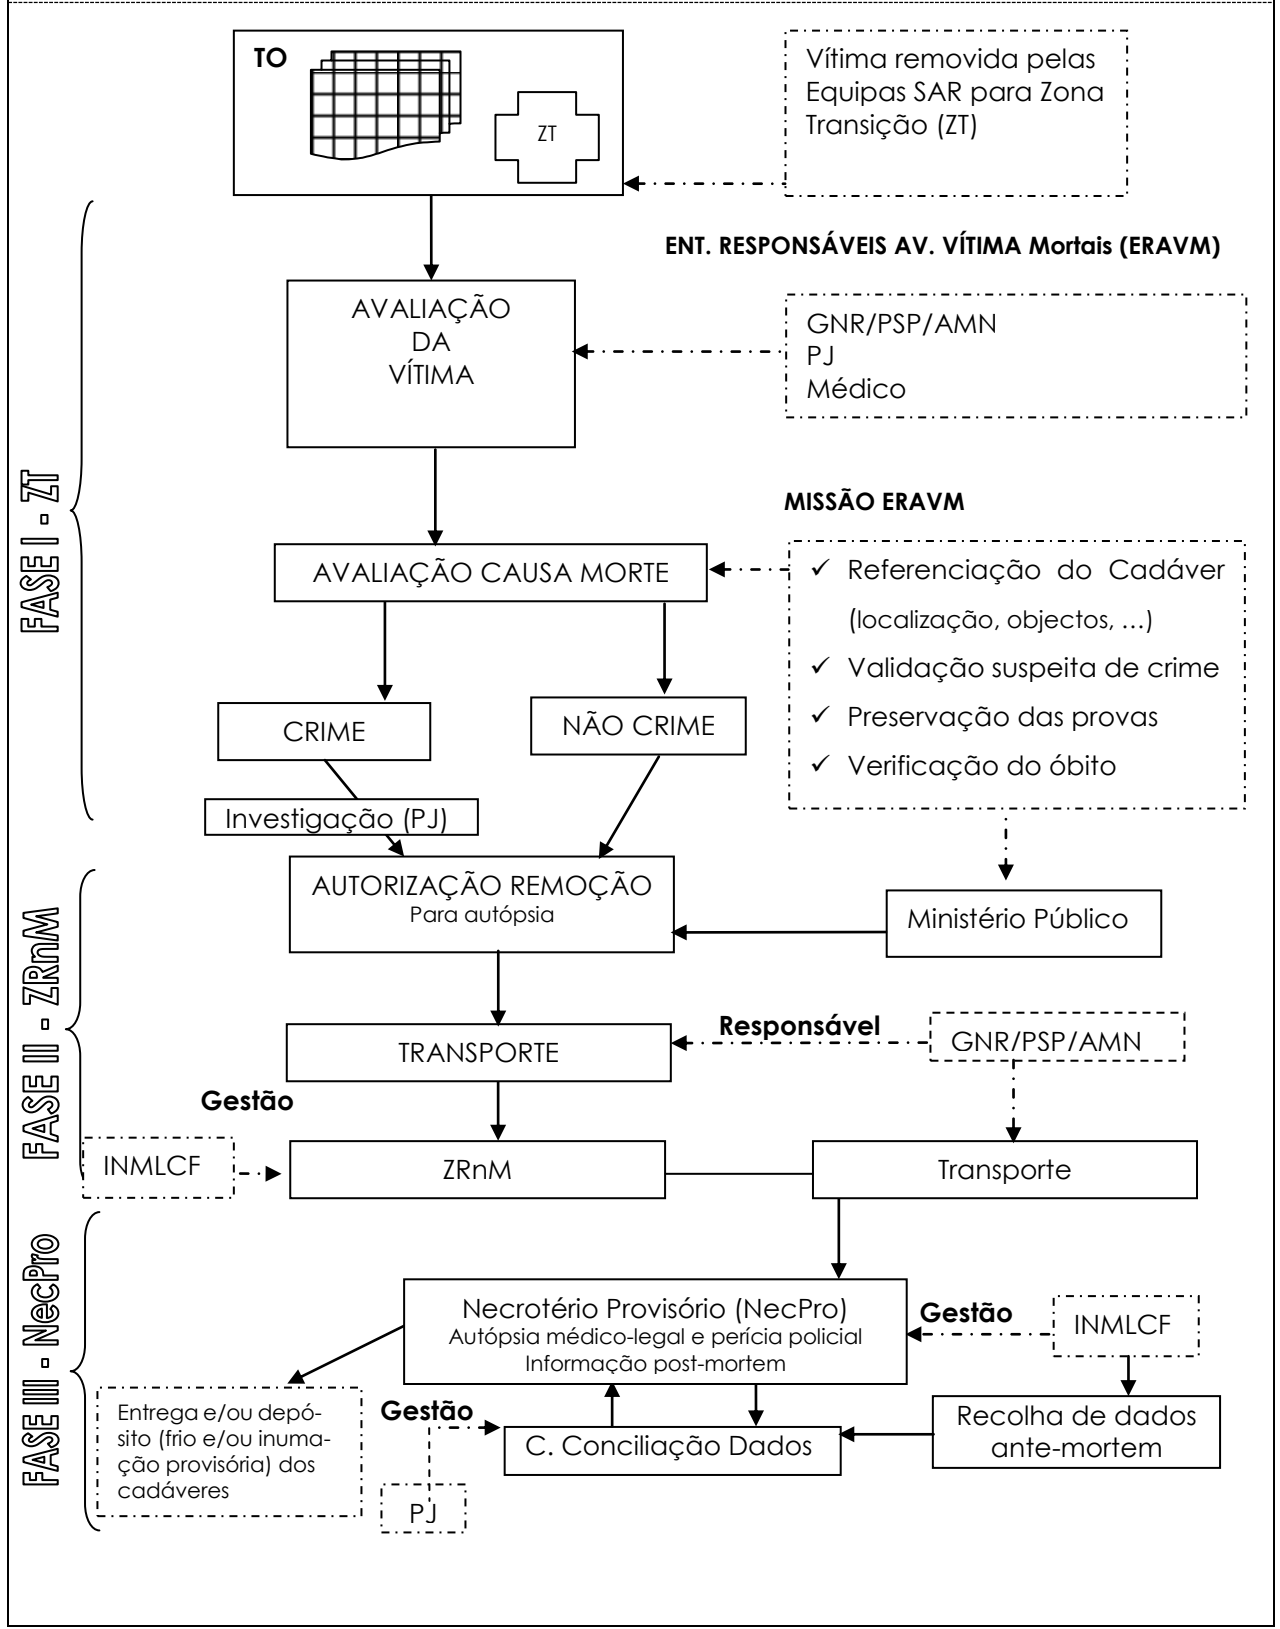 TO
ZT
Vítima removida pelas
Equipas SAR para Zona
Transição (ZT)
FASE I - ZT
ENT. RESPONSÁVEIS AV. VÍTIMA Mortais (ERAVM)
AVALIAÇÃO
DA
VÍTIMA
GNR/PSP/AMN
PJ
Médico
MISSÃO ERAVM
AVALIAÇÃO CAUSA MORTE
✓ Referenciação do Cadáver
(localização, objectos, ...)
✓ Validação suspeita de crime
✓ Preservação das provas
✓ Verificação do óbito
CRIME
NÃO CRIME
Investigação (PJ)
FASE II - ZRnM
AUTORIZAÇÃO REMOÇÃO
Para autópsia
Ministério Público
TRANSPORTE
Responsável
GNR/PSP/AMN
Gestão
INMLCF
ZRnM
Transporte
FASE III - NecPro
Necrotério Provisório (NecPro)
Autópsia médico-legal e perícia policial
Informação post-mortem
Gestão
INMLCF
Entrega e/ou depó-
sito (frio e/ou inuma-
ção provisória) dos
cadáveres
Gestão
PJ
C. Conciliação Dados
Recolha de dados
ante-mortem